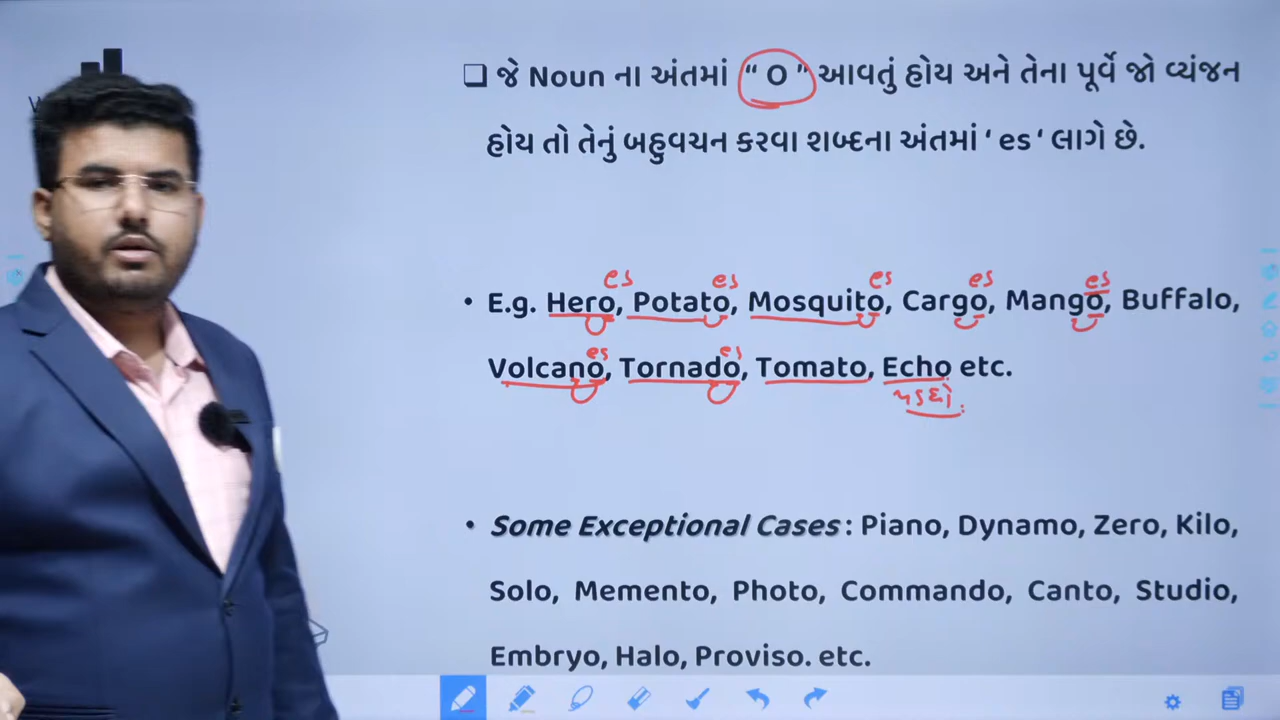 ❑ જે Noun ના અંતમાં “ O ” આવતું હોય અને તેના પૂર્વે જો વ્યંજન
હોય તો તેનું બહુવચન કરવા શબ્દના અંતમાં ‘ es ‘ લાગે છે.
es es es es es
• E.g. Hero, Potato, Mosquito, Cargo, Mango, Buffalo,
es es
Volcano, Tornado, Tomato, Echo etc.
પડઘો
• Some Exceptional Cases : Piano, Dynamo, Zero, Kilo,
Solo, Memento, Photo, Commando, Canto, Studio,
Embryo, Halo, Proviso. etc.